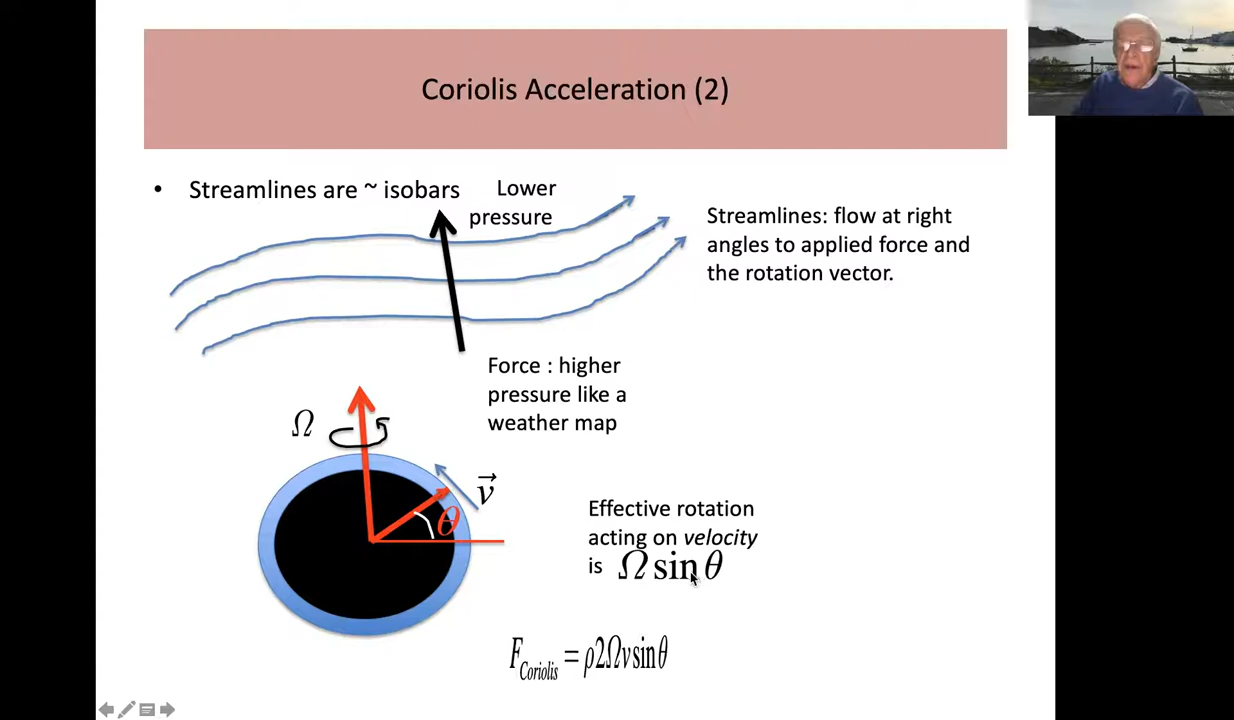 Coriolis Acceleration (2)
• Streamlines are ~ isobars
Lower
pressure
Streamlines: flow at right
angles to applied force and
the rotation vector.
Force : higher
pressure like a
weather map
Ω
v⃗
θ
Effective rotation
acting on velocity
is Ω sin θ
F_Coriolis = ρ2Ωv sin θ